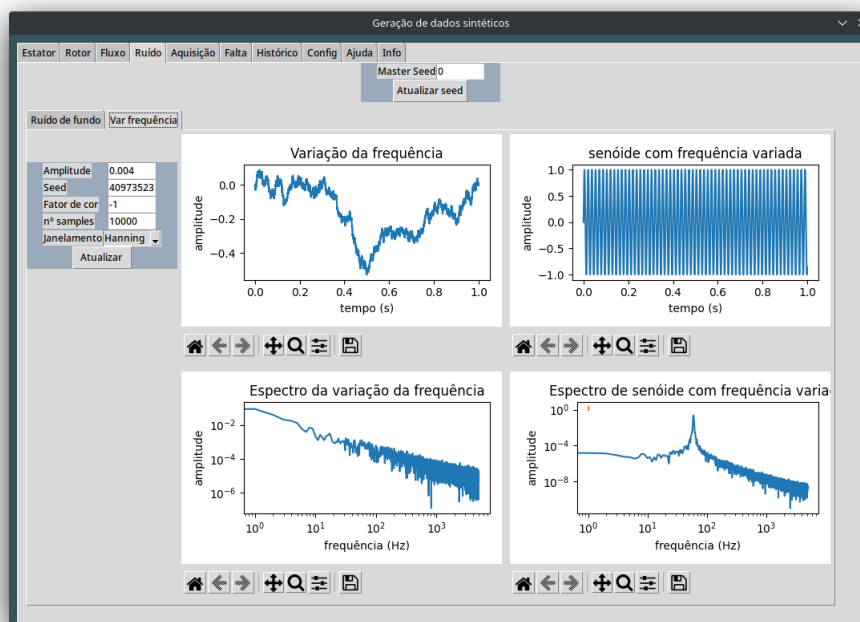 Geração de dados sintéticos
Estator Rotor Fluxo Ruído Aquisição Falta Histórico Config Ajuda Info
Master Seed 0
Atualizar seed
Ruído de fundo Var frequência
Amplitude 0.004
Seed 40973523
Fator de cor -1
nº samples 10000
Janelamento Hanning
Atualizar
Variação da frequência
amplitude
0.0
−0.2
−0.4
0.0 0.2 0.4 0.6 0.8 1.0
tempo (s)
senóide com frequência variada
amplitude
1.0
0.5
0.0
−0.5
−1.0
0.0 0.2 0.4 0.6 0.8 1.0
tempo (s)
Espectro da variação da frequência
amplitude
10⁻²
10⁻⁴
10⁻⁶
10⁰ 10¹ 10² 10³
frequência (Hz)
Espectro de senóide com frequência varia
amplitude
10⁰
10⁻⁴
10⁻⁸
10⁰ 10¹ 10² 10³
frequência (Hz)